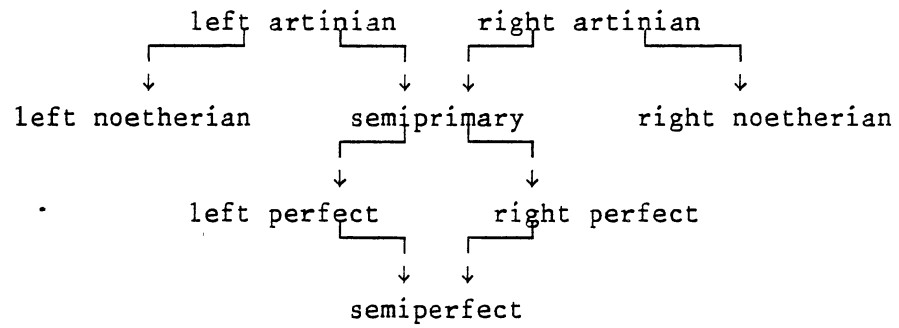 left artinian right artinian
left noetherian semiprimary right noetherian
left perfect right perfect
semiperfect